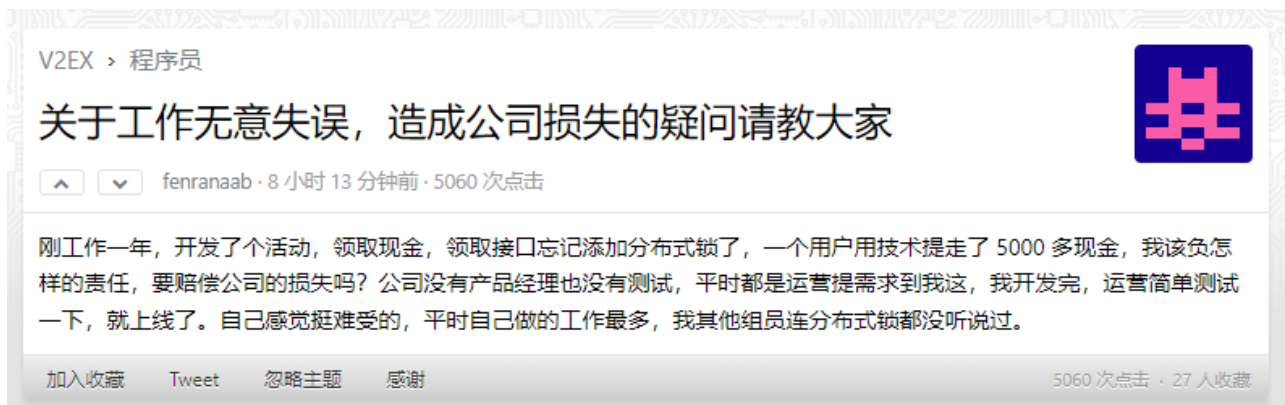 V2EX › 程序员
关于工作无意失误，造成公司损失的疑问请教大家
fenranaab · 8 小时 13 分钟前 · 5060 次点击
刚工作一年，开发了个活动，领取现金，领取接口忘记添加分布式锁了，一个用户用技术提走了 5000 多现金，我该负怎
样的责任，要赔偿公司的损失吗？公司没有产品经理也没有测试，平时都是运营提需求到我这，我开发完，运营简单测试
一下，就上线了。自己感觉挺难受的，平时自己做的工作最多，我其他组员连分布式锁都没听说过。
加入收藏 Tweet 忽略主题 感谢 5060 次点击 · 27 人收藏